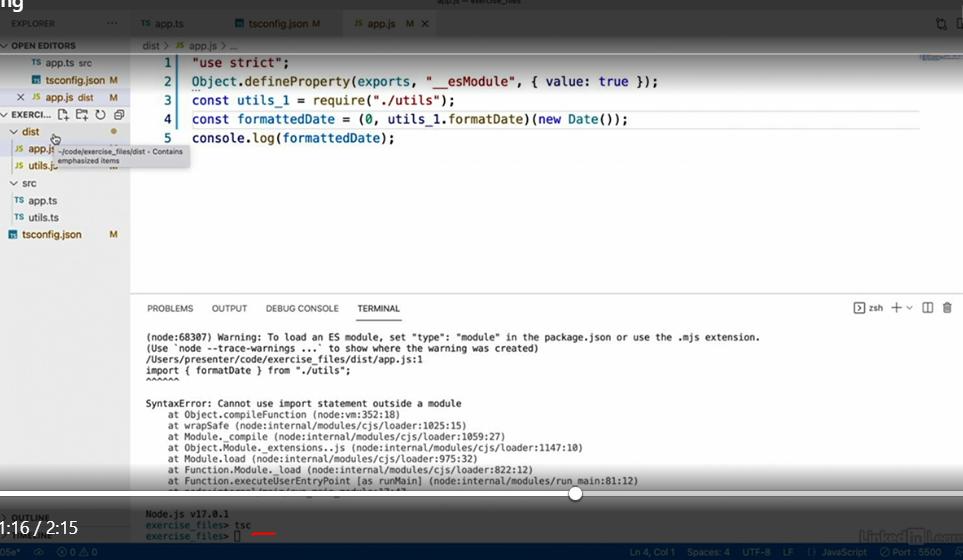 ng
app.js — exercise_files
EXPLORER ...
TS app.ts
tsconfig.json M
JS app.js M
OPEN EDITORS
TS app.ts src
tsconfig.json M
JS app.js dist M
EXERCI...
dist
JS app.js
JS utils.
~/code/exercise_files/dist - Contains
emphasized items
src
TS app.ts
TS utils.ts
tsconfig.json M
dist > JS app.js > ...
1 "use strict";
2 Object.defineProperty(exports, "__esModule", { value: true });
3 const utils_1 = require("./utils");
4 const formattedDate = (0, utils_1.formatDate)(new Date());
5 console.log(formattedDate);
PROBLEMS OUTPUT DEBUG CONSOLE TERMINAL
zsh
(node:68307) Warning: To load an ES module, set "type": "module" in the package.json or use the .mjs extension.
(Use `node --trace-warnings ...` to show where the warning was created)
/Users/presenter/code/exercise_files/dist/app.js:1
import { formatDate } from "./utils";
^^^^^^
SyntaxError: Cannot use import statement outside a module
at Object.compileFunction (node:vm:352:18)
at wrapSafe (node:internal/modules/cjs/loader:1025:15)
at Module._compile (node:internal/modules/cjs/loader:1059:27)
at Object.Module._extensions..js (node:internal/modules/cjs/loader:1147:10)
at Module.load (node:internal/modules/cjs/loader:975:32)
at Function.Module._load (node:internal/modules/cjs/loader:822:12)
at Function.executeUserEntryPoint [as runMain] (node:internal/modules/run_main:81:12)
Node.js v17.0.1
exercise_files> tsc
exercise_files>
OUTLINE
1:16 / 2:15
TIMELINE
LinkedIn Learn
05e* 0 0
Ln 4, Col 1 Spaces: 4 UTF-8 LF {} JavaScript Port : 5500